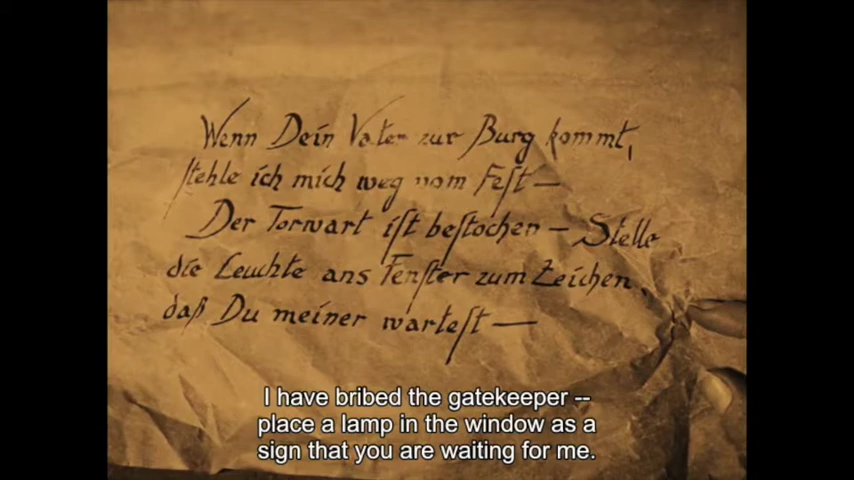 Wenn Dein Vater zur Burg kommt,
stehle ich mich weg vom Fest—
Der Torwart ist bestochen — Stelle
die Leuchte ans Fenster zum Zeichen,
daß Du meiner wartest —
I have bribed the gatekeeper --
place a lamp in the window as a
sign that you are waiting for me.